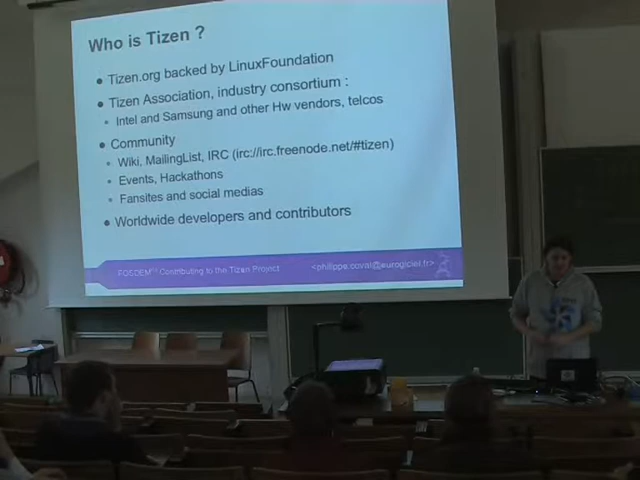 Who is Tizen ?
Tizen.org backed by LinuxFoundation
Tizen Association, industry consortium :
Intel and Samsung and other Hw vendors, telcos
Community
Wiki, MailingList, IRC (irc://irc.freenode.net/#tizen)
Events, Hackathons
Fansites and social medias
Worldwide developers and contributors
Contributing to the Tizen Project
<philippe.coval@eurogiciel.fr>